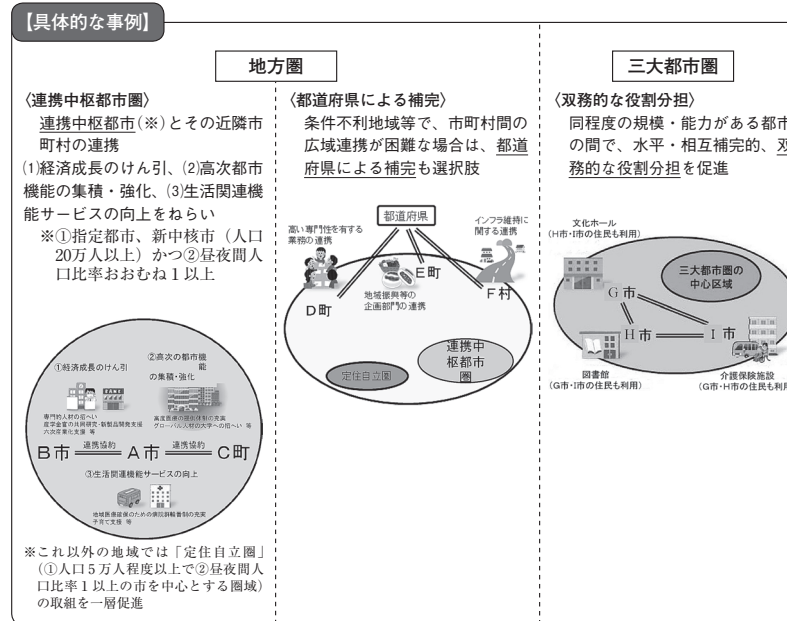 【具体的な事例】
地方圏
〈連携中枢都市圏〉
連携中枢都市(※)とその近隣市
町村の連携
⑴経済成長のけん引、⑵高次都市
機能の集積・強化、⑶生活関連機
能サービスの向上をねらい
※①指定都市、新中核市（人口
20万人以上）かつ②昼夜間人
口比率おおむね１以上
①経済成長のけん引
②高次の都市機
能
の集積・強化
専門的人材の招へい
産学金官の共同研究・新製品開発支援
六次産業化支援 等
高度医療の提供体制の充実
グローバル人材の大学への招へい 等
B市 連携協約 A市 連携協約 C町
③生活関連機能サービスの向上
地域医療確保のための病院群輪番制の充実
子育て支援 等
※これ以外の地域では「定住自立圏」
（①人口５万人程度以上で②昼夜間人
口比率１以上の市を中心とする圏域）
の取組を一層促進
〈都道府県による補完〉
条件不利地域等で、市町村間の
広域連携が困難な場合は、都道
府県による補完も選択肢
都道府県
高い専門性を有する
業務の連携
インフラ維持に
関する連携
E町
地域振興等の
企画部門の連携
D町
F村
連携中
枢都市
圏
定住自立圏
三大都市圏
〈双務的な役割分担〉
同程度の規模・能力がある都市
の間で、水平・相互補完的、双
務的な役割分担を促進
文化ホール
（H市・I市の住民も利用）
三大都市圏の
中心区域
G市
H市
I市
図書館
（G市・I市の住民も利用）
介護保険施設
（G市・H市の住民も利用